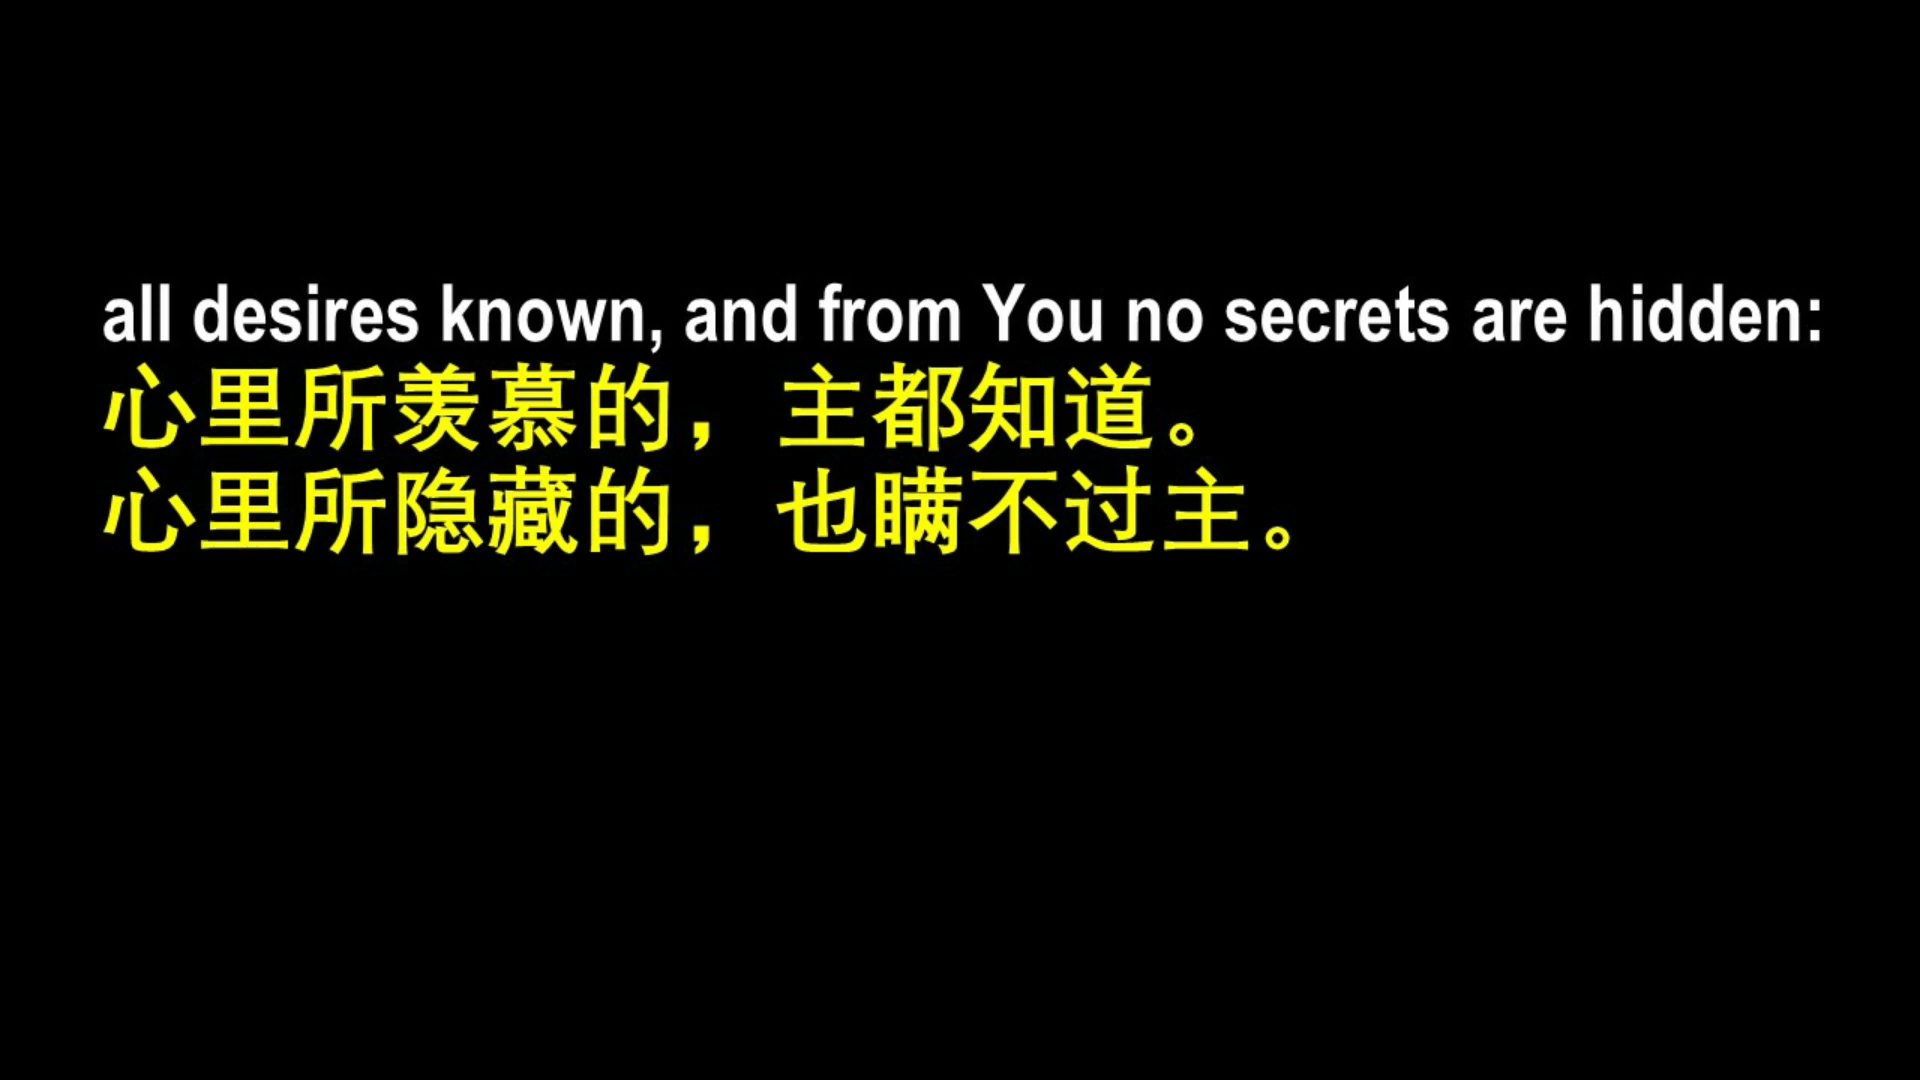 all desires known, and from You no secrets are hidden:
心里所羡慕的，主都知道。
心里所隐藏的，也瞒不过主。